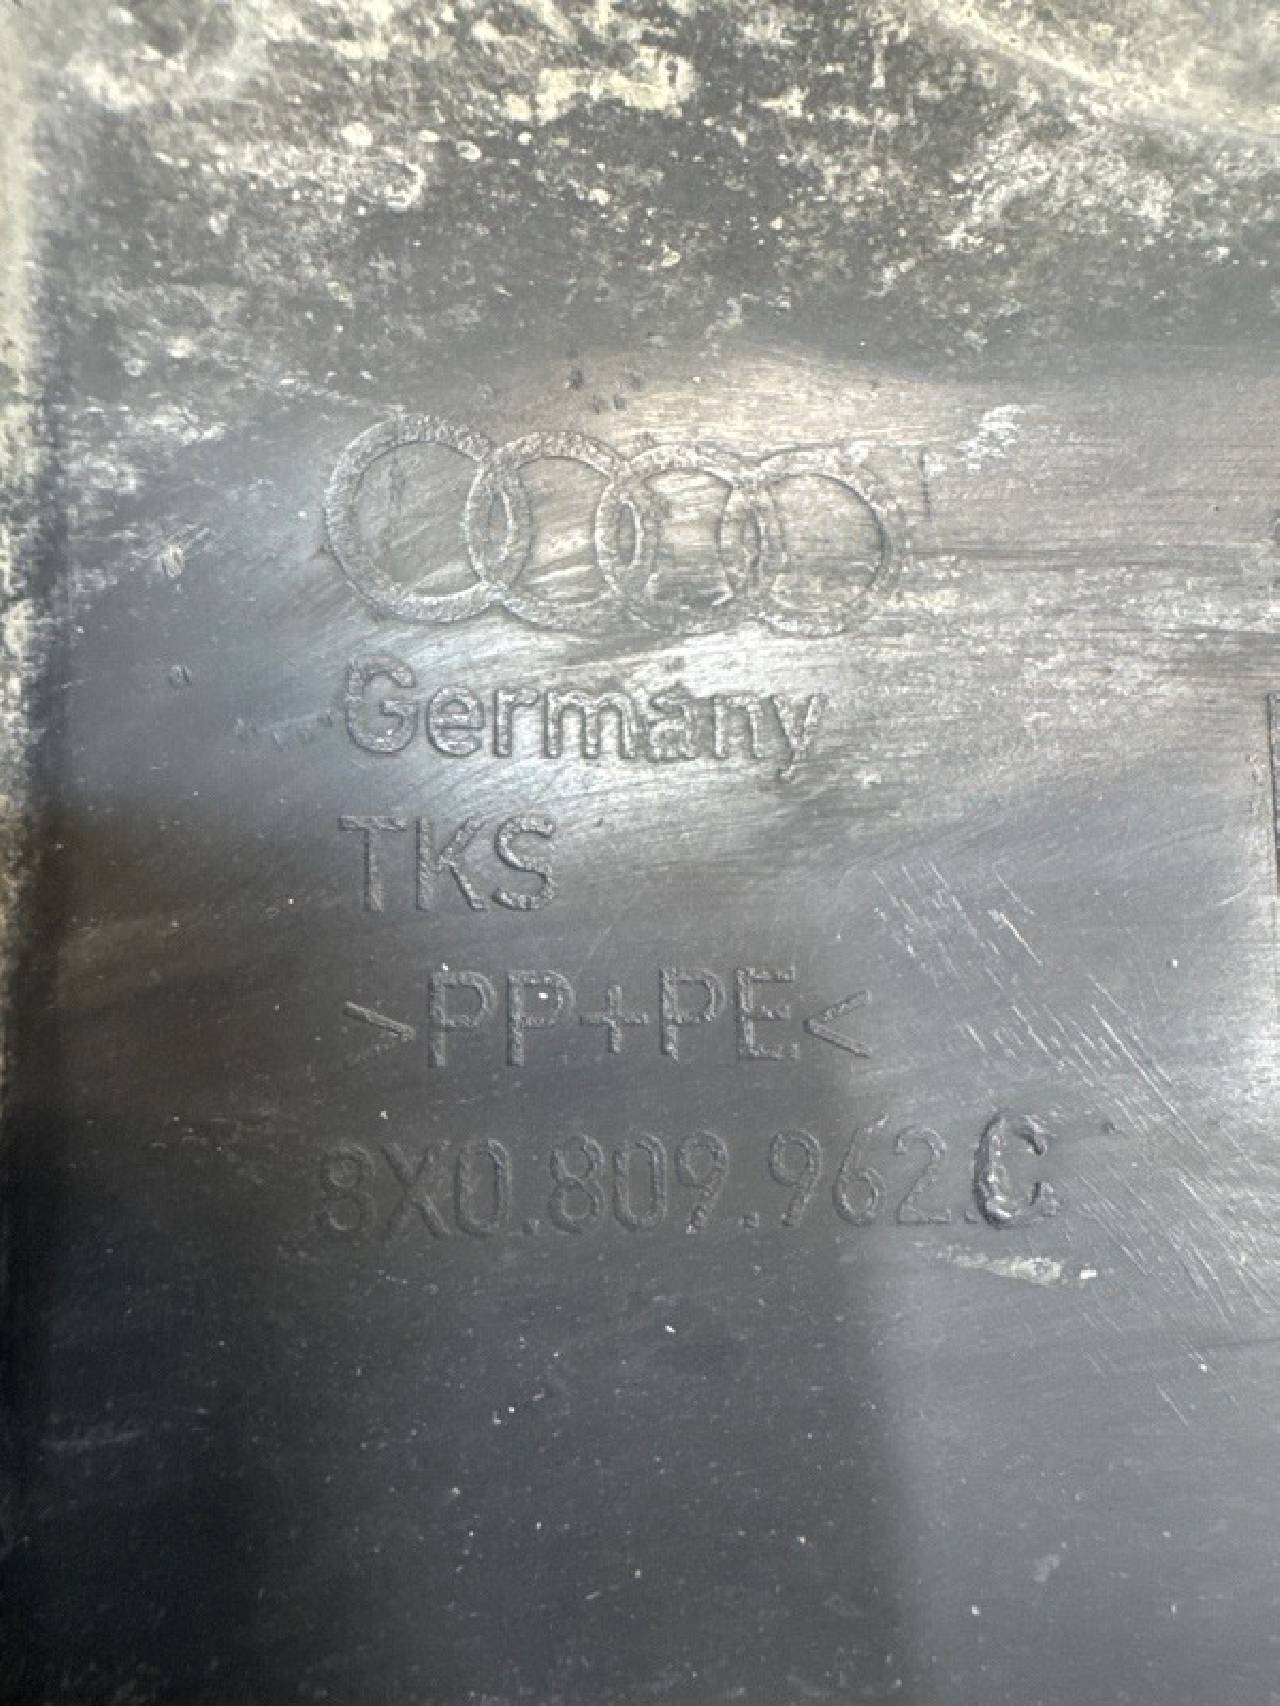 Germany
TKS
>PP+PE<
8X0.809.962.C